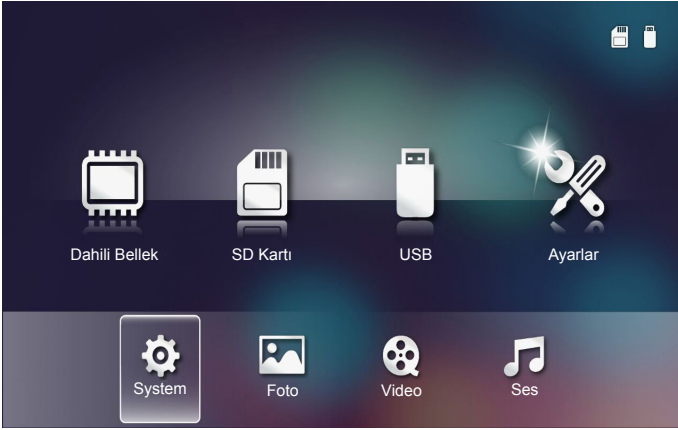 Dahili Bellek
SD Kartı
USB
Ayarlar
System
Foto
Video
Ses